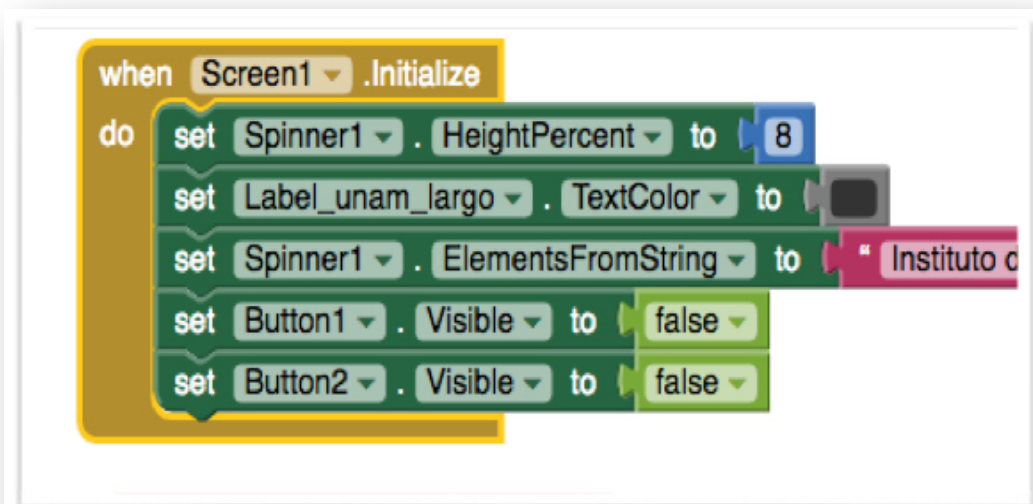 when Screen1 .Initialize
do set Spinner1 . HeightPercent to 8
set Label_unam_largo . TextColor to
set Spinner1 . ElementsFromString to " Instituto
set Button1 . Visible to false
set Button2 . Visible to false